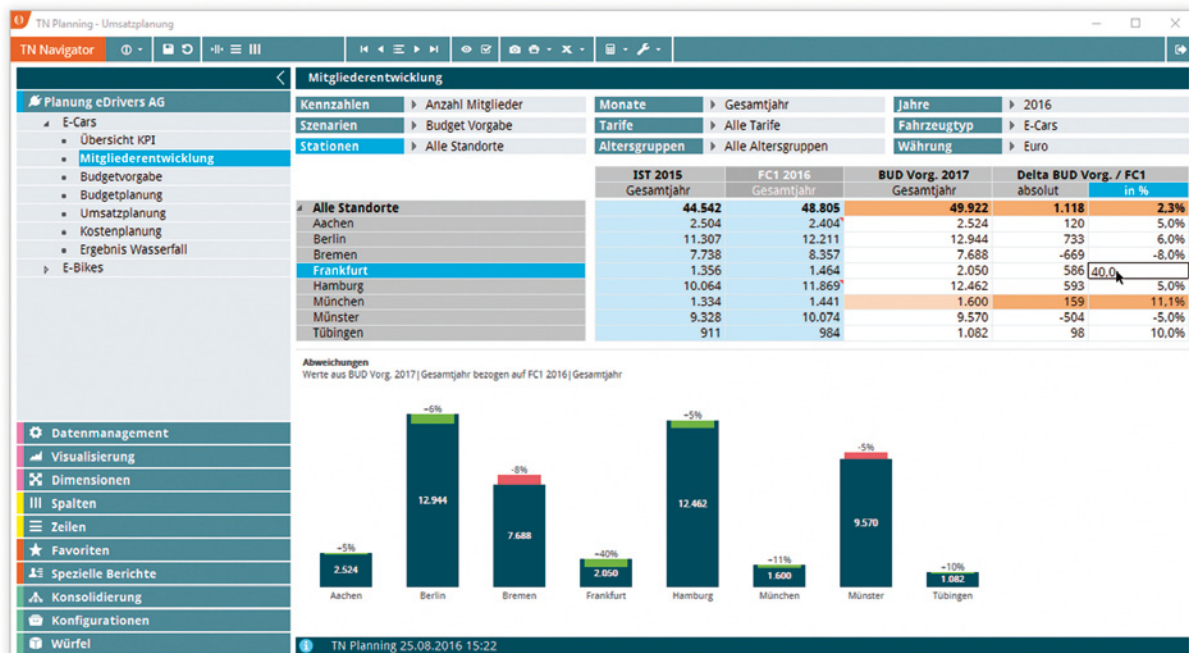 TN Planning - Umsatzplanung
TN Navigator
Mitgliederentwicklung
Planung eDrivers AG
E-Cars
Übersicht KPI
Mitgliederentwicklung
Budgetvorgabe
Budgetplanung
Umsatzplanung
Kostenplanung
Ergebnis Wasserfall
E-Bikes
Kennzahlen Anzahl Mitglieder Monate Gesamtjahr Jahre 2016
Szenarien Budget Vorgabe Tarife Alle Tarife Fahrzeugtyp E-Cars
Stationen Alle Standorte Altersgruppen Alle Altersgruppen Währung Euro
IST 2015 FC1 2016 BUD Vorg. 2017 Delta BUD Vorg. / FC1
Gesamtjahr Gesamtjahr Gesamtjahr absolut in %
Alle Standorte 44.542 48.805 49.922 1.118 2,3%
Aachen 2.504 2.404 2.524 120 5,0%
Berlin 11.307 12.211 12.944 733 6,0%
Bremen 7.738 8.357 7.688 -669 -8,0%
Frankfurt 1.356 1.464 2.050 586 40,0
Hamburg 10.064 11.869 12.462 593 5,0%
München 1.334 1.441 1.600 159 11,1%
Münster 9.328 10.074 9.570 -504 -5,0%
Tübingen 911 984 1.082 98 10,0%
Abweichungen
Werte aus BUD Vorg. 2017|Gesamtjahr bezogen auf FC1 2016|Gesamtjahr
~6%
~5%
-5%
-8%
12.944
12.462
9.570
7.688
~5%
~40%
~11%
~10%
2.524
2.050
1.600
1.082
Aachen Berlin Bremen Frankfurt Hamburg München Münster Tübingen
Datenmanagement
Visualisierung
Dimensionen
Spalten
Zeilen
Favoriten
Spezielle Berichte
Konsolidierung
Konfigurationen
Würfel
TN Planning 25.08.2016 15:22